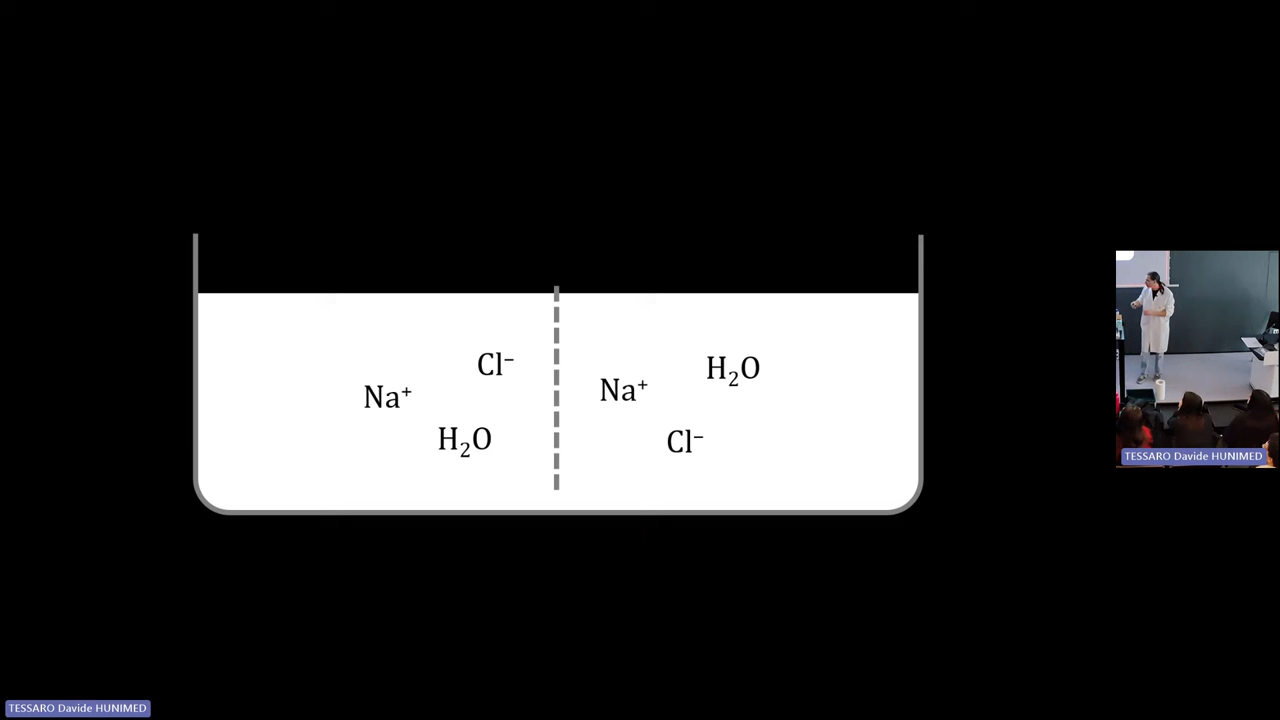 Cl⁻
H₂O
Na⁺
Na⁺
H₂O
Cl⁻
TESSARO Davide HUNIMED
TESSARO Davide HUNIMED